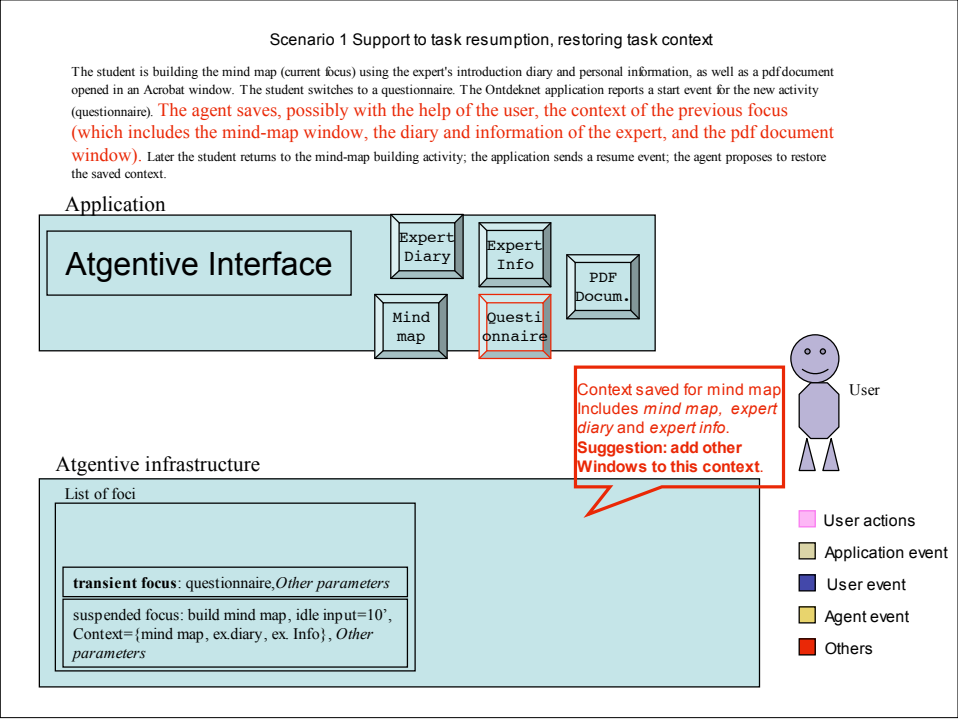 Scenario 1 Support to task resumption, restoring task context
The student is building the mind map (current focus) using the expert's introduction diary and personal information, as well as a pdf document
opened in an Acrobat window. The student switches to a questionnaire. The Ontdeknet application reports a start event for the new activity
(questionnaire). The agent saves, possibly with the help of the user, the context of the previous focus
(which includes the mind-map window, the diary and information of the expert, and the pdf document
window). Later the student returns to the mind-map building activity; the application sends a resume event; the agent proposes to restore
the saved context.
Application
Atgentive Interface
Expert
Diary
Expert
Info
PDF
Docum.
Mind
map
Questi
onnaire
User
Context saved for mind map
Includes mind map, expert
diary and expert info.
Suggestion: add other
Windows to this context.
Atgentive infrastructure
List of foci
transient focus: questionnaire,Other parameters
suspended focus: build mind map, idle input=10’,
Context={mind map, ex.diary, ex. Info}, Other
parameters
User actions
Application event
User event
Agent event
Others